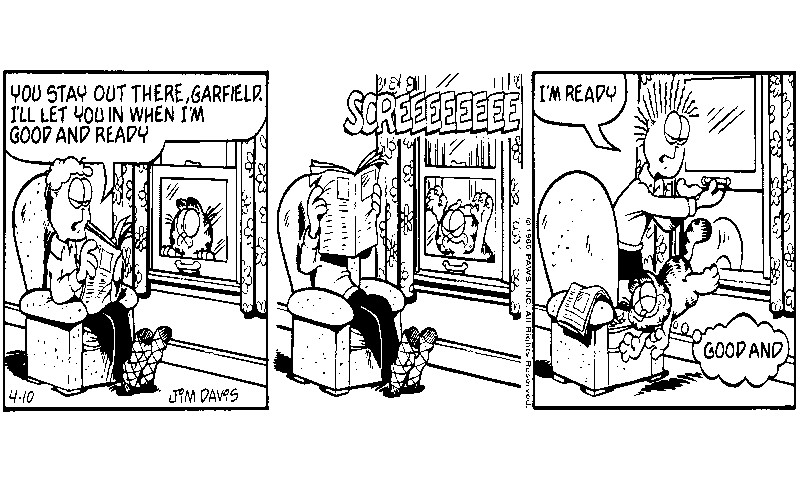 YOU STAY OUT THERE, GARFIELD.
I'LL LET YOU IN WHEN I'M
GOOD AND READY
4-10
JIM DAVIS
SCREEEEEEEEE
I'M READY
GOOD AND